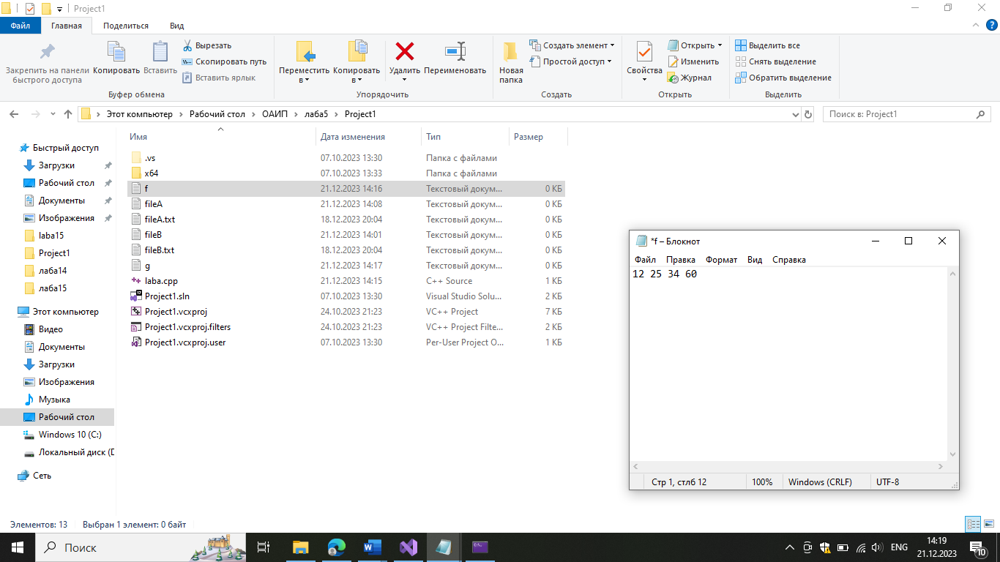 Project1
Файл Главная Поделиться Вид
Закрепить на панели быстрого доступа
Копировать
Вставить
Вырезать
Скопировать путь
Вставить ярлык
Буфер обмена
Переместить в
Копировать в
Удалить
Переименовать
Упорядочить
Новая папка
Создать элемент
Простой доступ
Создать
Свойства
Открыть
Изменить
Журнал
Открыть
Выделить все
Снять выделение
Обратить выделение
Выделить
Этот компьютер > Рабочий стол > ОАИП > лаба5 > Project1
Поиск в: Project1
Быстрый доступ
Загрузки
Рабочий стол
Документы
Изображения
laba15
Project1
лаба14
лаба15
Этот компьютер
Видео
Документы
Загрузки
Изображения
Музыка
Рабочий стол
Windows 10 (C:)
Локальный диск (D
Сеть
Имя Дата изменения Тип Размер
.vs 07.10.2023 13:30 Папка с файлами
x64 07.10.2023 13:33 Папка с файлами
f 21.12.2023 14:16 Текстовый докум... 0 КБ
fileA 21.12.2023 14:08 Текстовый докум... 0 КБ
fileA.txt 18.12.2023 20:04 Текстовый докум... 0 КБ
fileB 21.12.2023 14:01 Текстовый докум... 0 КБ
fileB.txt 18.12.2023 20:04 Текстовый докум... 0 КБ
g 21.12.2023 14:17 Текстовый докум... 0 КБ
laba.cpp 21.12.2023 14:15 C++ Source 1 КБ
Project1.sln 07.10.2023 13:30 Visual Studio Solu... 2 КБ
Project1.vcxproj 24.10.2023 21:23 VC++ Project 7 КБ
Project1.vcxproj.filters 24.10.2023 21:23 VC++ Project Filte... 2 КБ
Project1.vcxproj.user 07.10.2023 13:30 Per-User Project O... 1 КБ
*f – Блокнот
Файл Правка Формат Вид Справка
12 25 34 60
Стр 1, стлб 12 100% Windows (CRLF) UTF-8
Элементов: 13 Выбран 1 элемент: 0 байт
Поиск
ENG
14:19
21.12.2023
10